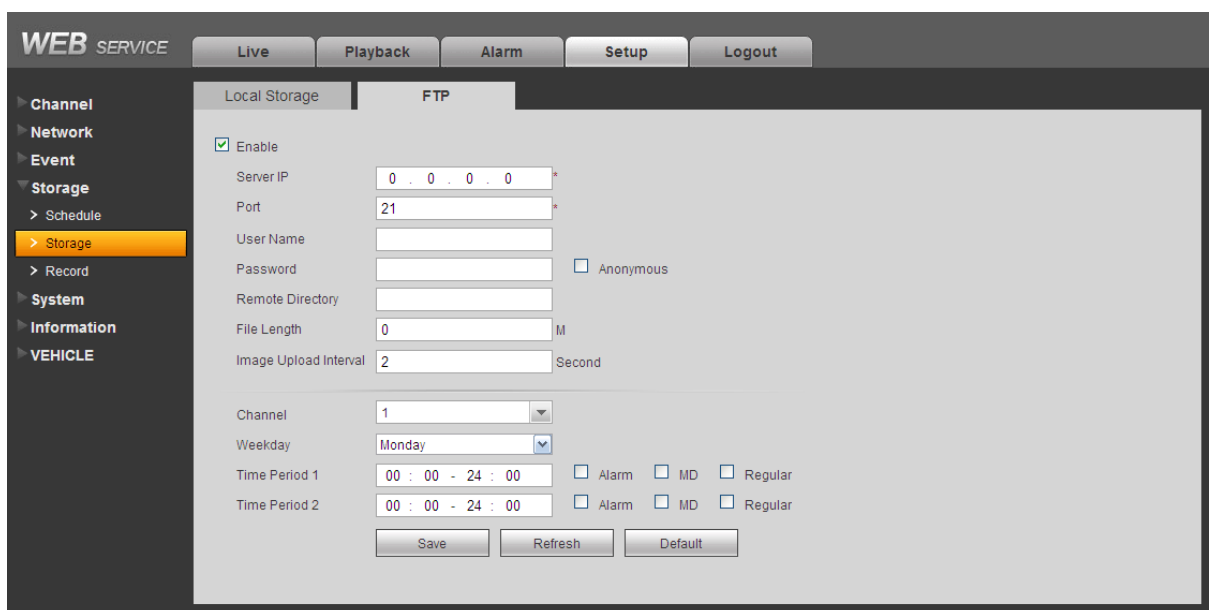 WEB SERVICE
Live Playback Alarm Setup Logout
Local Storage FTP
Channel
Network
Event
Storage
> Schedule
> Storage
> Record
System
Information
VEHICLE
Enable
Server IP 0 . 0 . 0 . 0 *
Port 21 *
User Name
Password Anonymous
Remote Directory
File Length 0 M
Image Upload Interval 2 Second
Channel 1
Weekday Monday
Time Period 1 00 : 00 - 24 : 00 Alarm MD Regular
Time Period 2 00 : 00 - 24 : 00 Alarm MD Regular
Save Refresh Default